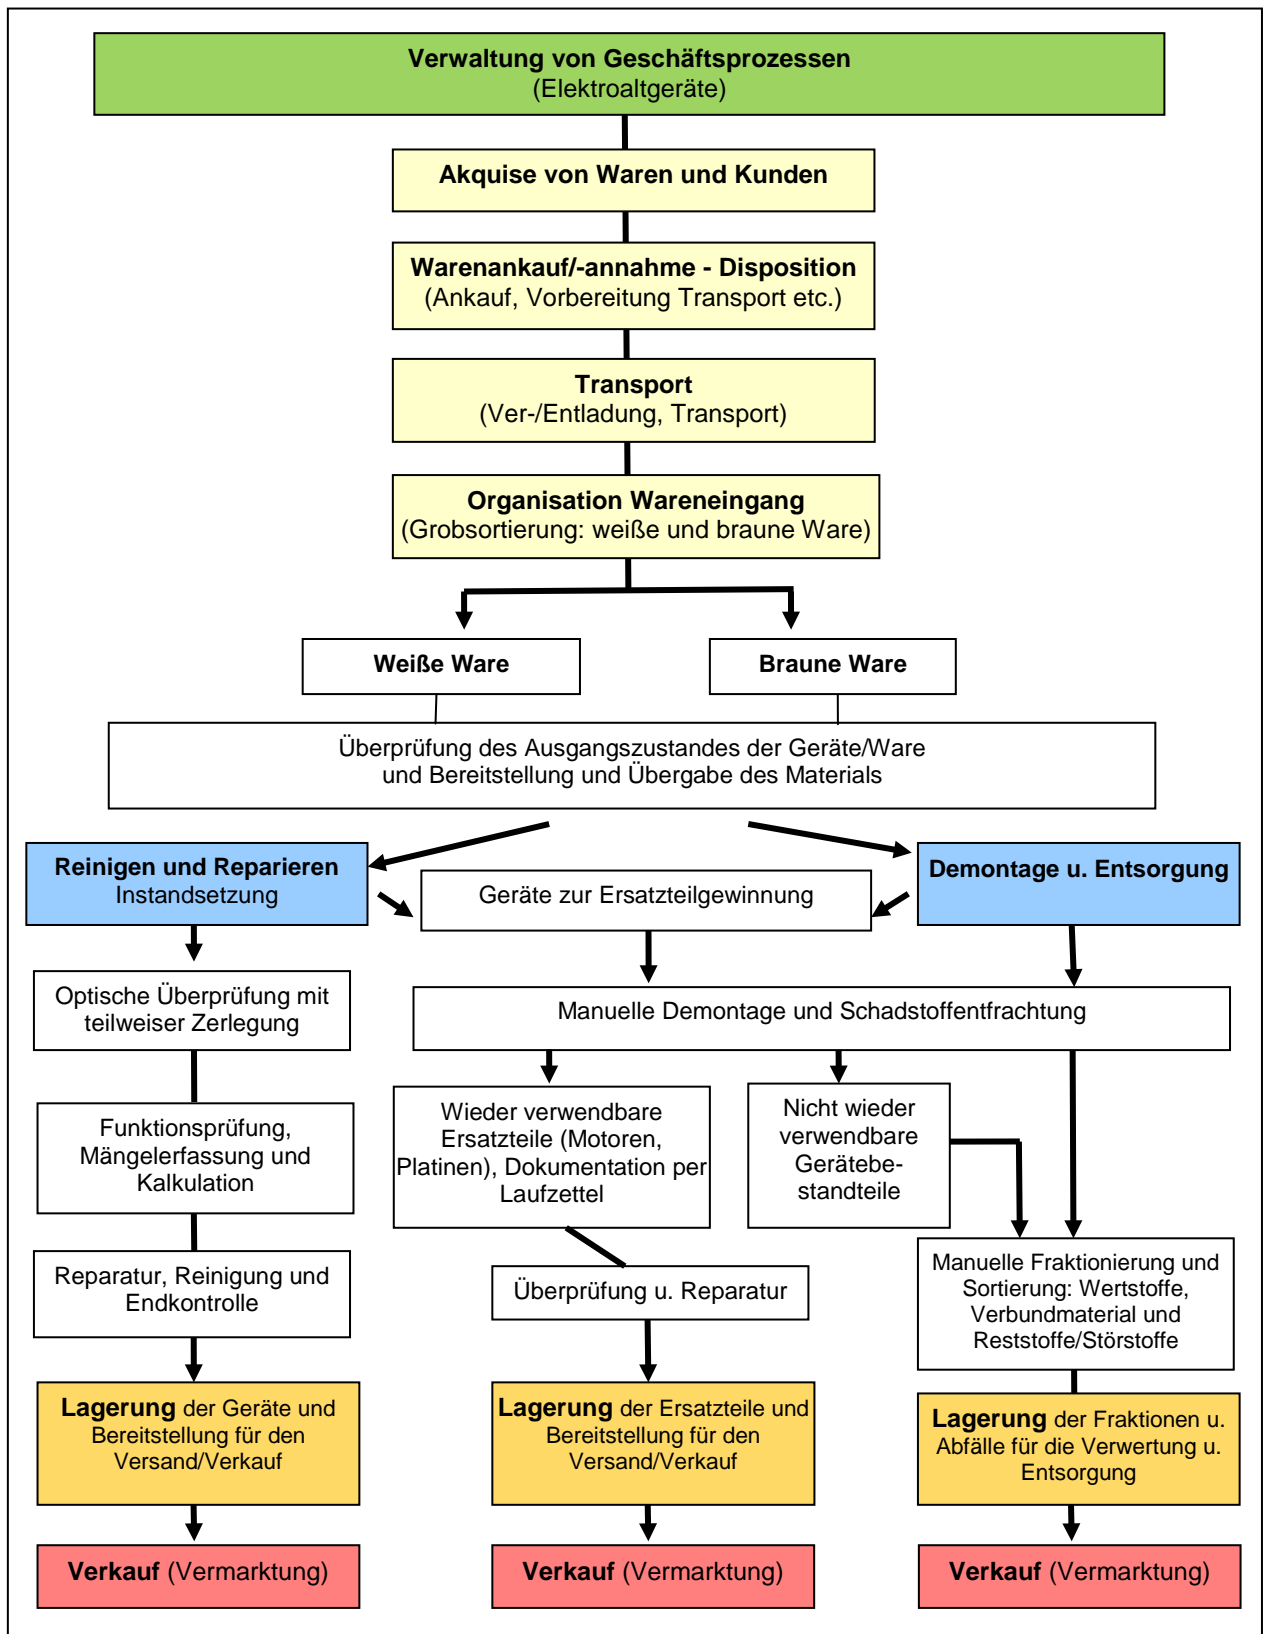 Verwaltung von Geschäftsprozessen
(Elektroaltgeräte)
Akquise von Waren und Kunden
Warenankauf/-annahme - Disposition
(Ankauf, Vorbereitung Transport etc.)
Transport
(Ver-/Entladung, Transport)
Organisation Wareneingang
(Grobsortierung: weiße und braune Ware)
Weiße Ware
Braune Ware
Überprüfung des Ausgangszustandes der Geräte/Ware
und Bereitstellung und Übergabe des Materials
Reinigen und Reparieren
Instandsetzung
Geräte zur Ersatzteilgewinnung
Demontage u. Entsorgung
Optische Überprüfung mit
teilweiser Zerlegung
Manuelle Demontage und Schadstoffentfrachtung
Funktionsprüfung,
Mängelerfassung und
Kalkulation
Wieder verwendbare
Ersatzteile (Motoren,
Platinen), Dokumentation per
Laufzettel
Nicht wieder
verwendbare
Gerätebe-
standteile
Reparatur, Reinigung und
Endkontrolle
Überprüfung u. Reparatur
Manuelle Fraktionierung und
Sortierung: Wertstoffe,
Verbundmaterial und
Reststoffe/Störstoffe
Lagerung der Geräte und
Bereitstellung für den
Versand/Verkauf
Lagerung der Ersatzteile und
Bereitstellung für den
Versand/Verkauf
Lagerung der Fraktionen u.
Abfälle für die Verwertung u.
Entsorgung
Verkauf (Vermarktung)
Verkauf (Vermarktung)
Verkauf (Vermarktung)